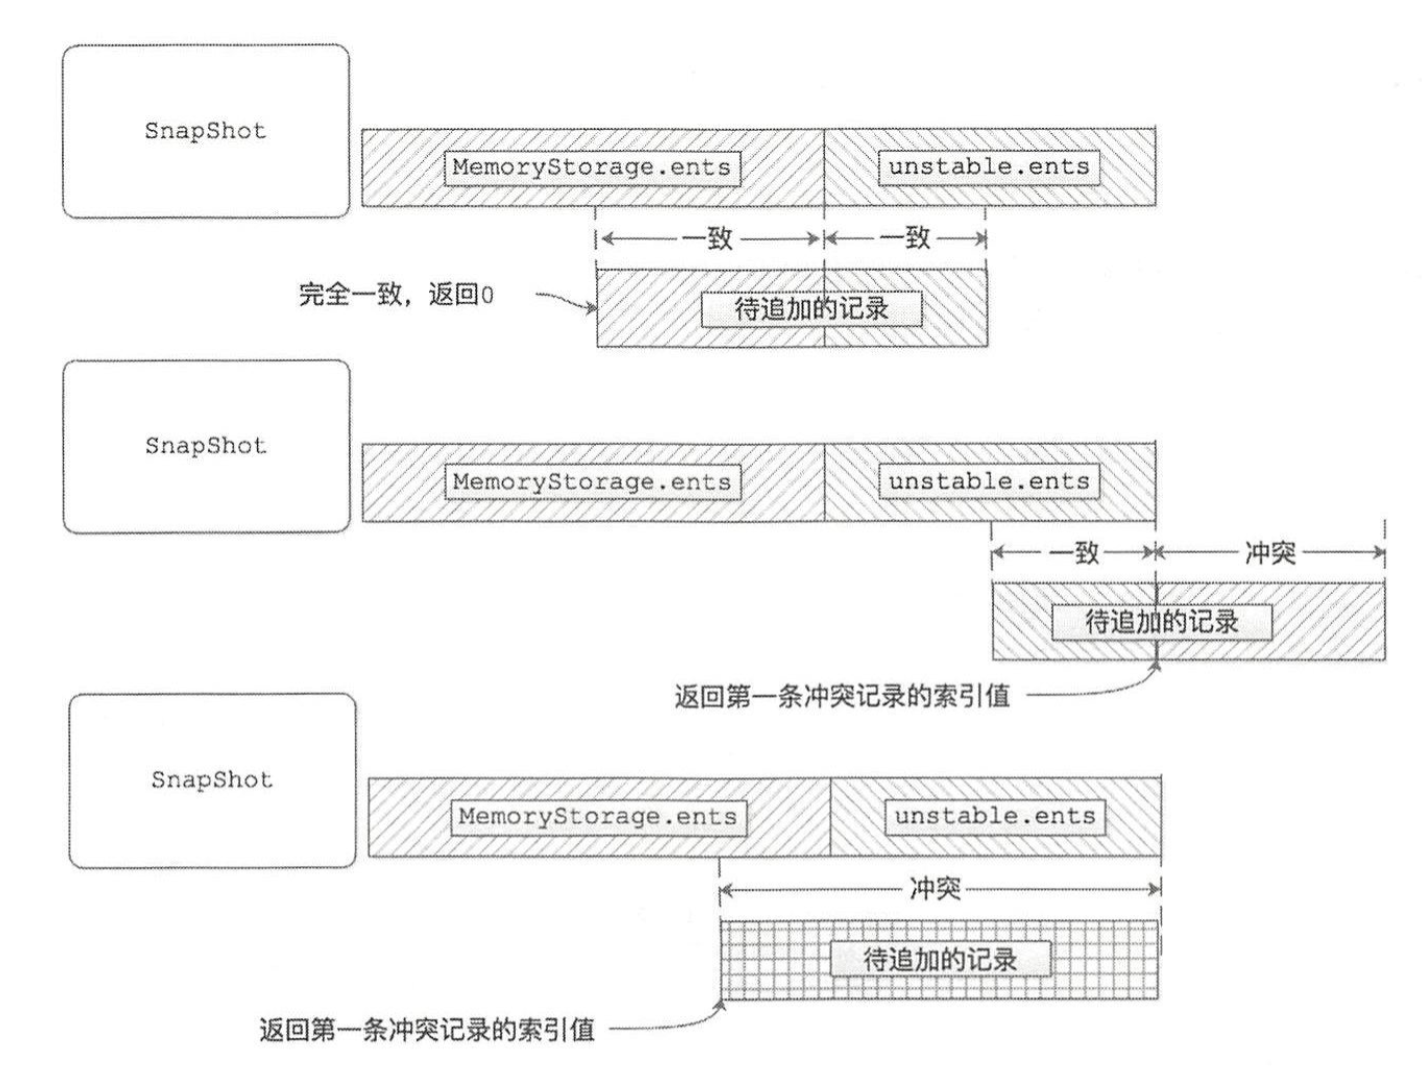 SnapShot
MemoryStorage.ents
unstable.ents
一致
一致
完全一致，返回0
待追加的记录
SnapShot
MemoryStorage.ents
unstable.ents
一致
冲突
待追加的记录
返回第一条冲突记录的索引值
SnapShot
MemoryStorage.ents
unstable.ents
冲突
待追加的记录
返回第一条冲突记录的索引值